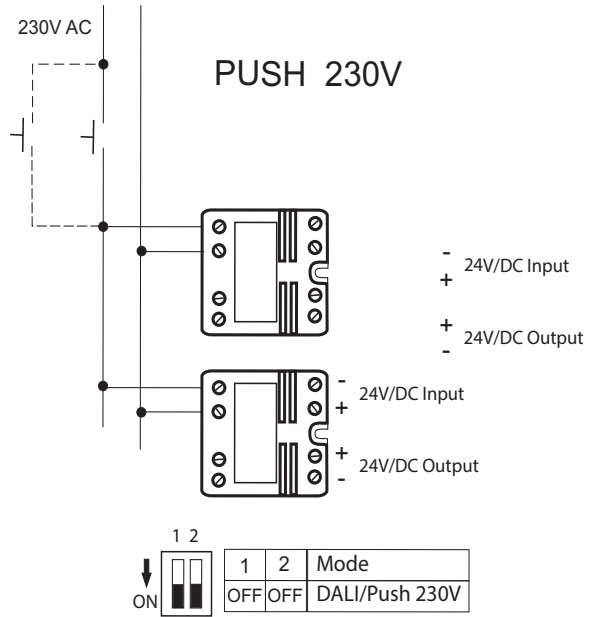 230V AC
PUSH 230V
-
24V/DC Input
+
+
24V/DC Output
-
-
24V/DC Input
+
+
24V/DC Output
-
1 2
ON
1 2 Mode
OFF OFF DALI/Push 230V